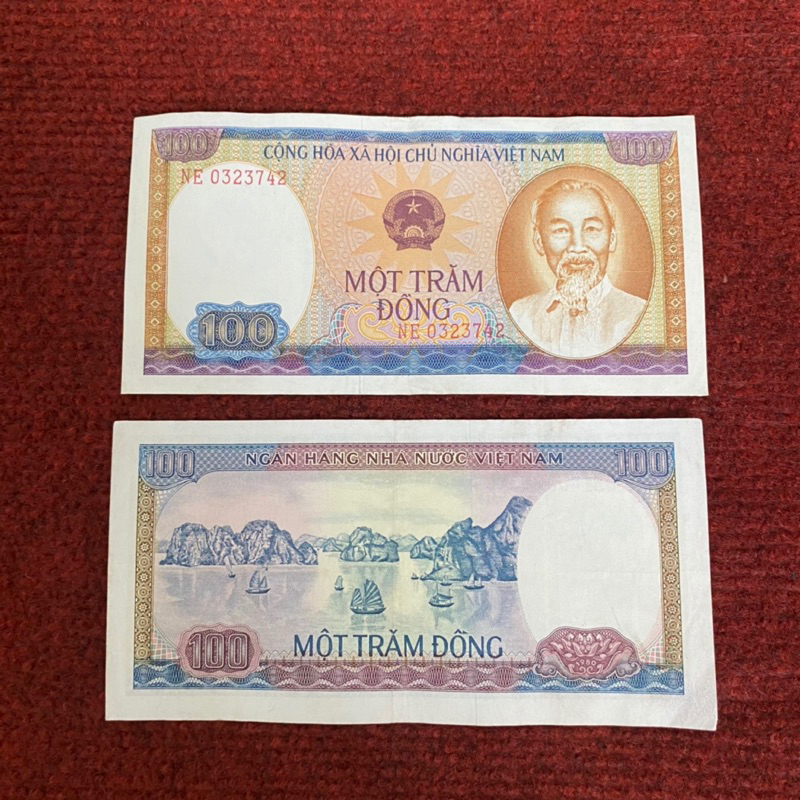 100 100
CỘNG HÒA XÃ HỘI CHỦ NGHĨA VIỆT NAM
NE 0323742
MỘT TRĂM
ĐỒNG
NE 0323742
100
100 100
NGÂN HÀNG NHÀ NƯỚC VIỆT NAM
100
MỘT TRĂM ĐỒNG